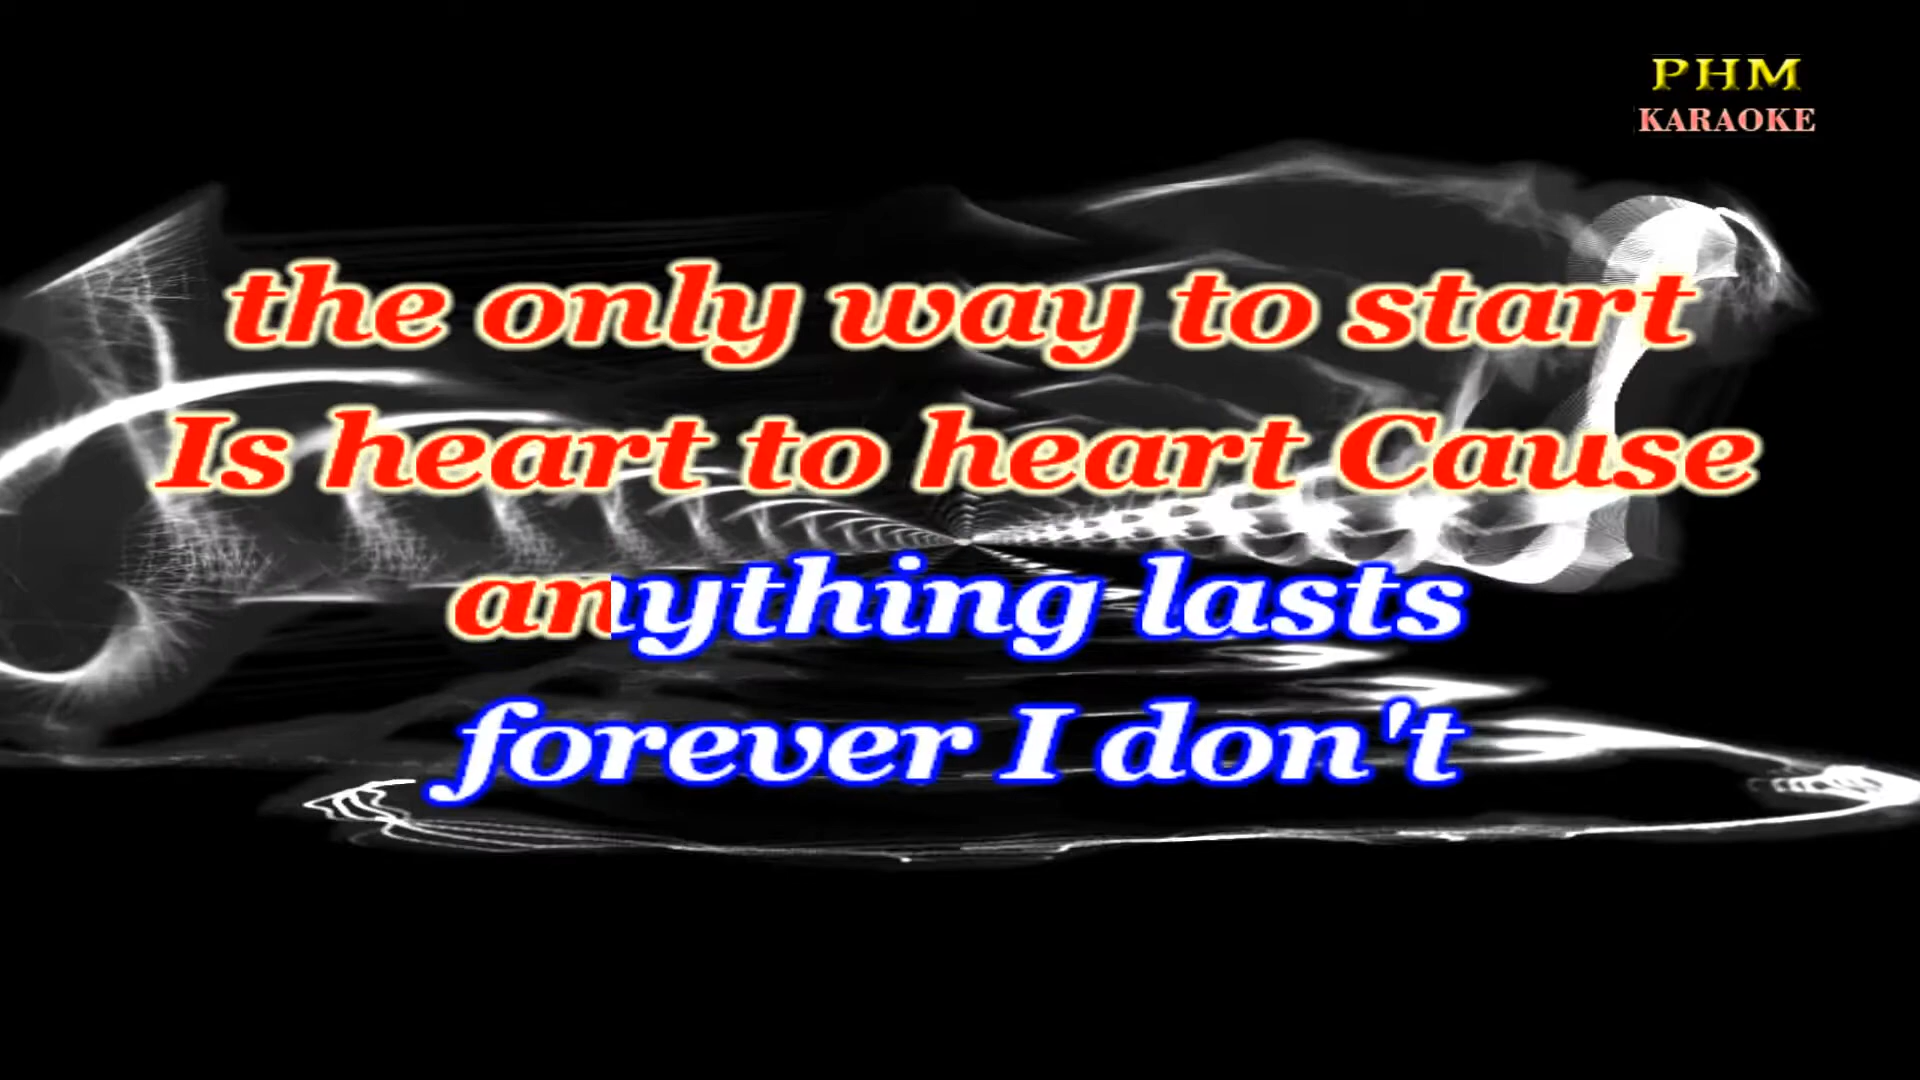 PHM
KARAOKE
the only way to start
Is heart to heart Cause
anything lasts
forever I don't